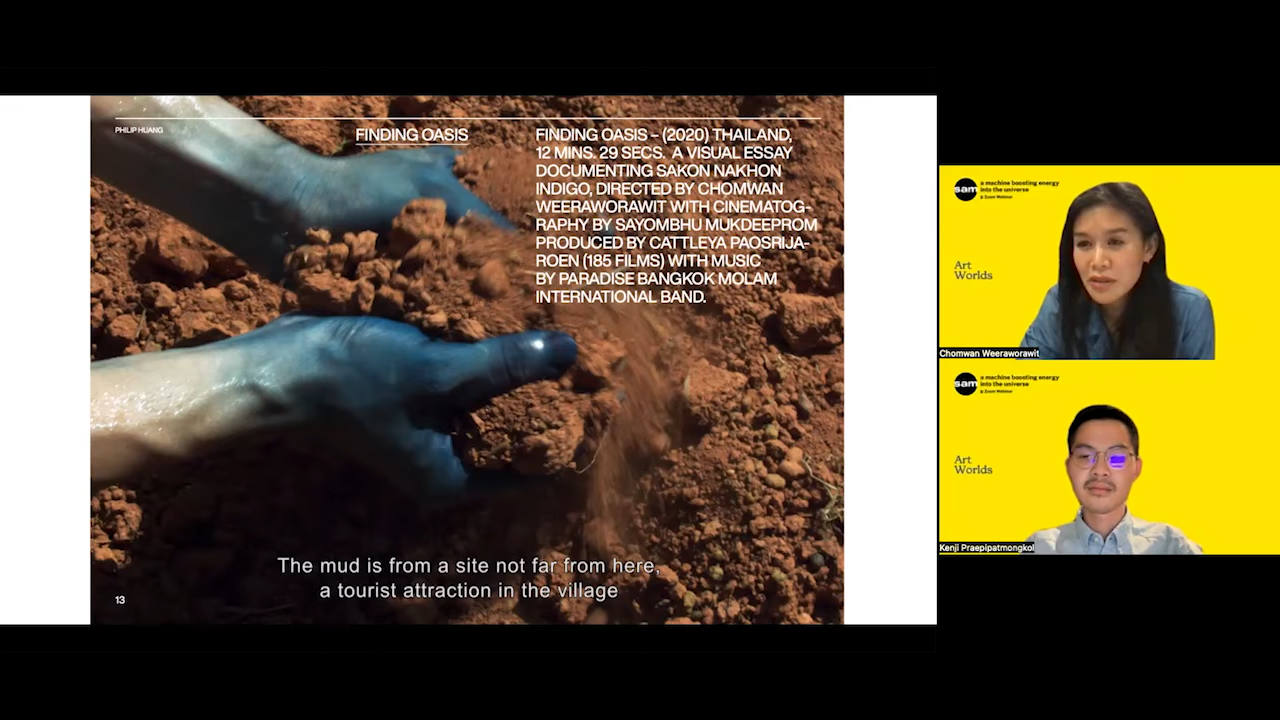 PHILIP HUANG
FINDING OASIS
FINDING OASIS – (2020) THAILAND,
12 MINS. 29 SECS. A VISUAL ESSAY
DOCUMENTING SAKON NAKHON
INDIGO, DIRECTED BY CHOMWAN
WEERAWORAWIT WITH CINEMATOG-
RAPHY BY SAYOMBHU MUKDEEPROM
PRODUCED BY CATTLEYA PAOSRIJA-
ROEN (185 FILMS) WITH MUSIC
BY PARADISE BANGKOK MOLAM
INTERNATIONAL BAND.
The mud is from a site not far from here,
a tourist attraction in the village
13
sam
a machine boosting energy
into the universe
@ Zoom Webinar
Art
Worlds
Chomwan Weeraworawit
sam
a machine boosting energy
into the universe
@ Zoom Webinar
Art
Worlds
Kenji Praepipatmongkol